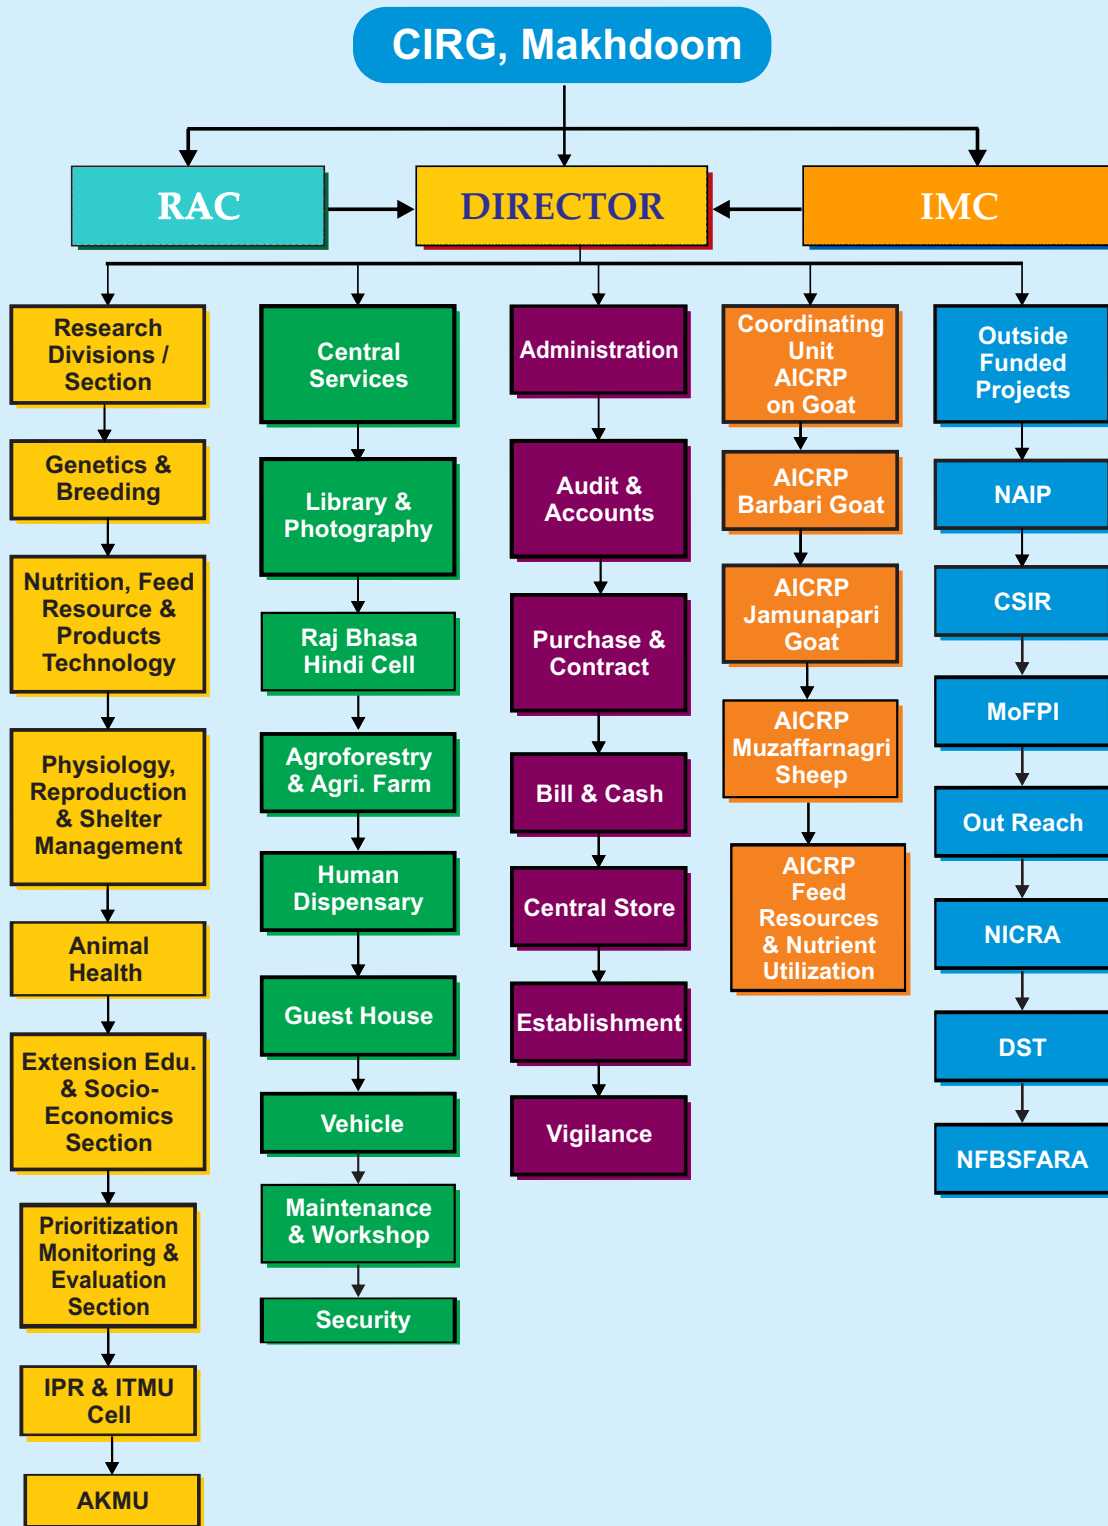 CIRG, Makhdoom
RAC
DIRECTOR
IMC
Research
Divisions /
Section
Genetics &
Breeding
Nutrition, Feed
Resource &
Products
Technology
Physiology,
Reproduction
& Shelter
Management
Animal
Health
Extension Edu.
& Socio-
Economics
Section
Prioritization
Monitoring &
Evaluation
Section
IPR & ITMU
Cell
AKMU
Central
Services
Library &
Photography
Raj Bhasa
Hindi Cell
Agroforestry
& Agri. Farm
Human
Dispensary
Guest House
Vehicle
Maintenance
& Workshop
Security
Administration
Audit &
Accounts
Purchase &
Contract
Bill & Cash
Central Store
Establishment
Vigilance
Coordinating
Unit
AICRP
on Goat
AICRP
Barbari Goat
AICRP
Jamunapari
Goat
AICRP
Muzaffarnagri
Sheep
AICRP
Feed
Resources
& Nutrient
Utilization
Outside
Funded
Projects
NAIP
CSIR
MoFPI
Out Reach
NICRA
DST
NFBSFARA